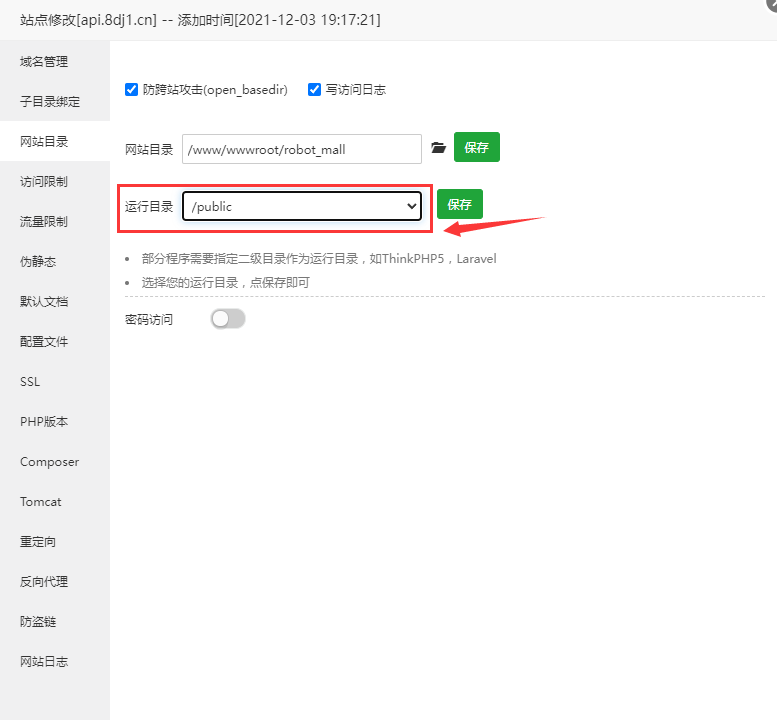 站点修改[api.8dj1.cn] -- 添加时间[2021-12-03 19:17:21]
域名管理
子目录绑定
网站目录
访问限制
流量限制
伪静态
默认文档
配置文件
SSL
PHP版本
Composer
Tomcat
重定向
反向代理
防盗链
网站日志
防跨站攻击(open_basedir) 写访问日志
网站目录 /www/wwwroot/robot_mall 保存
运行目录 /public 保存
部分程序需要指定二级目录作为运行目录，如ThinkPHP5，Laravel
选择您的运行目录，点保存即可
密码访问